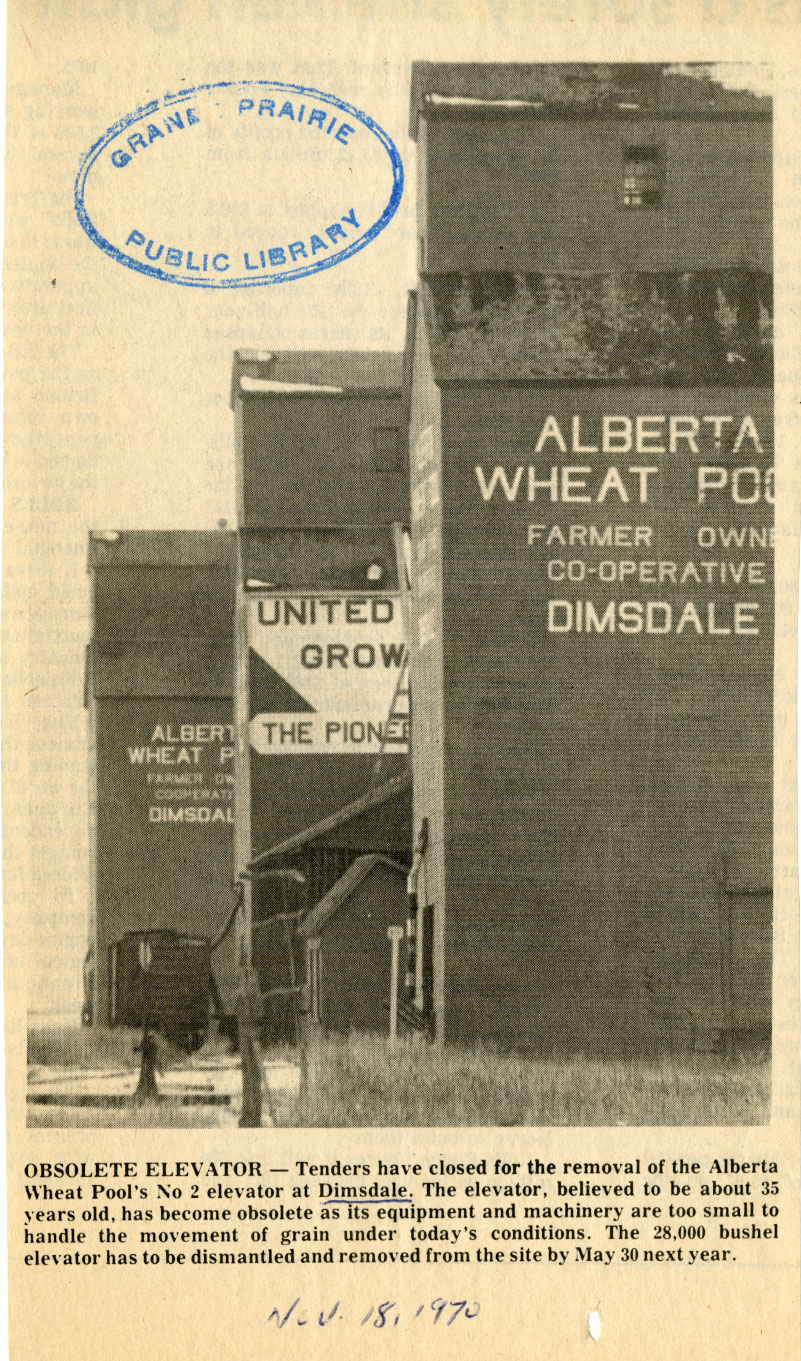 GRANDE PRAIRIE
PUBLIC LIBRARY
ALBERTA
WHEAT POO
FARMER OWNE
CO-OPERATIVE
DIMSDALE
UNITED
GROW
THE PIONEE
ALBERT
WHEAT P
FARMER OW
COOPERATI
DIMSDAL
OBSOLETE ELEVATOR — Tenders have closed for the removal of the Alberta
Wheat Pool's No 2 elevator at Dimsdale. The elevator, believed to be about 35
years old, has become obsolete as its equipment and machinery are too small to
handle the movement of grain under today's conditions. The 28,000 bushel
elevator has to be dismantled and removed from the site by May 30 next year.
Nov. 18, 1970